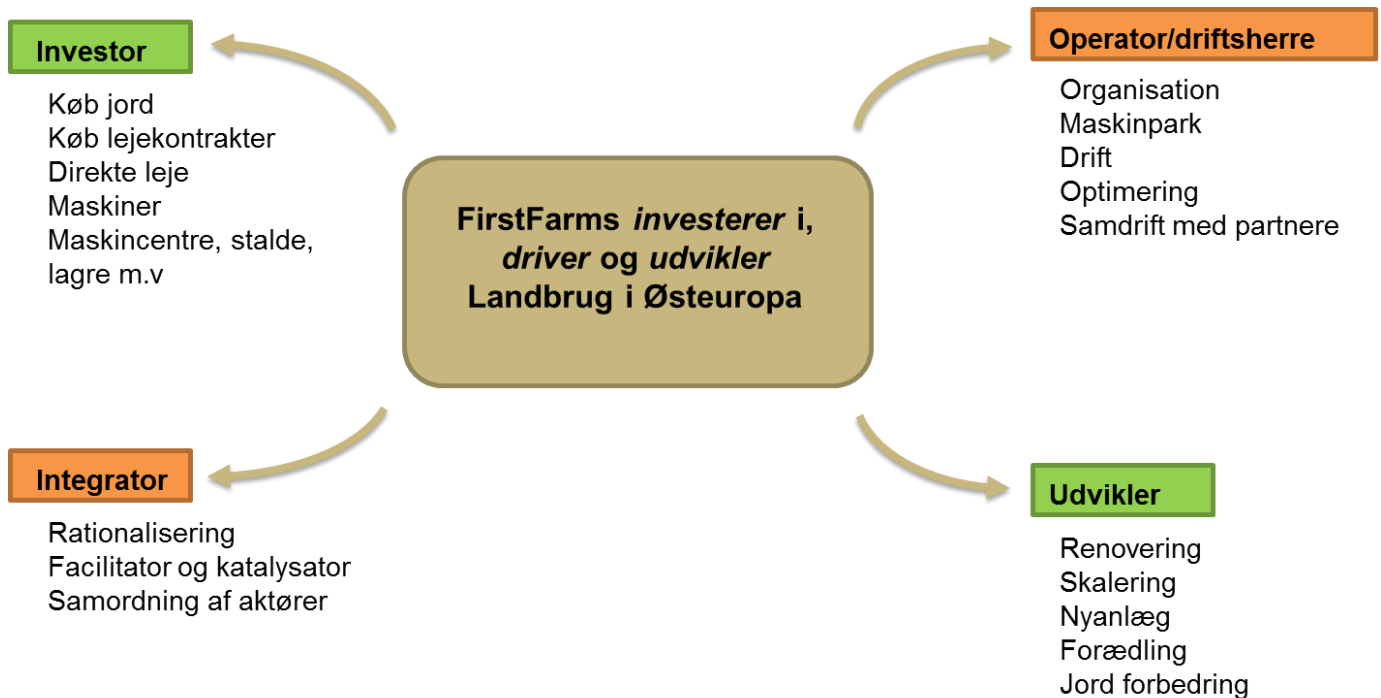 Investor
Køb jord
Køb lejekontrakter
Direkte leje
Maskiner
Maskincentre, stalde,
lagre m.v
Operator/driftsherre
Organisation
Maskinpark
Drift
Optimering
Samdrift med partnere
FirstFarms investerer i,
driver og udvikler
Landbrug i Østeuropa
Integrator
Rationalisering
Facilitator og katalysator
Samordning af aktører
Udvikler
Renovering
Skalering
Nyanlæg
Forædling
Jord forbedring